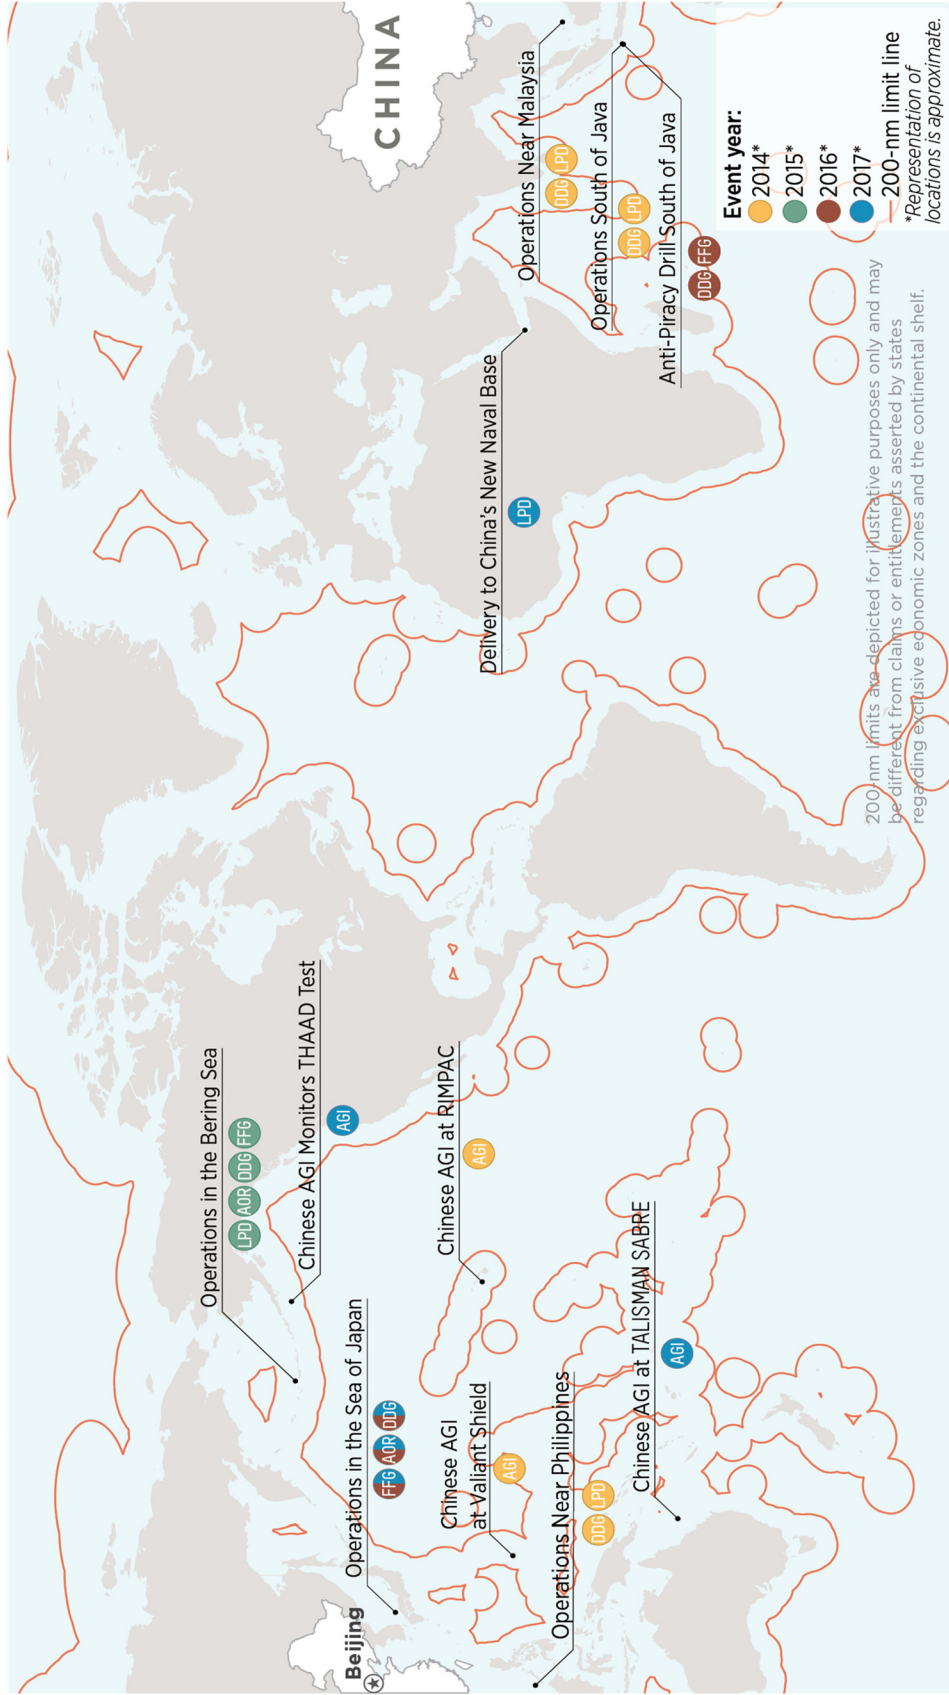 Beijing
CHINA
Operations in the Bering Sea
LPD AOR DDG FFG
Chinese AGI Monitors THAAD Test
AGI
Operations in the Sea of Japan
FFG AOR DDG
Chinese AGI at RIMPAC
AGI
Chinese AGI
at Valiant Shield
AGI
Operations Near Philippines
DDG LPD
Chinese AGI at TALISMAN SABRE
AGI
Delivery to China's New Naval Base
LPD
Operations Near Malaysia
DDG LPD
Operations South of Java
DDG LPD
Anti-Piracy Drill South of Java
DDG FFG
Event year:
2014*
2015*
2016*
2017*
200-nm limit line
*Representation of
locations is approximate.
200-nm limits are depicted for illustrative purposes only and may
be different from claims or entitlements asserted by states
regarding exclusive economic zones and the continental shelf.